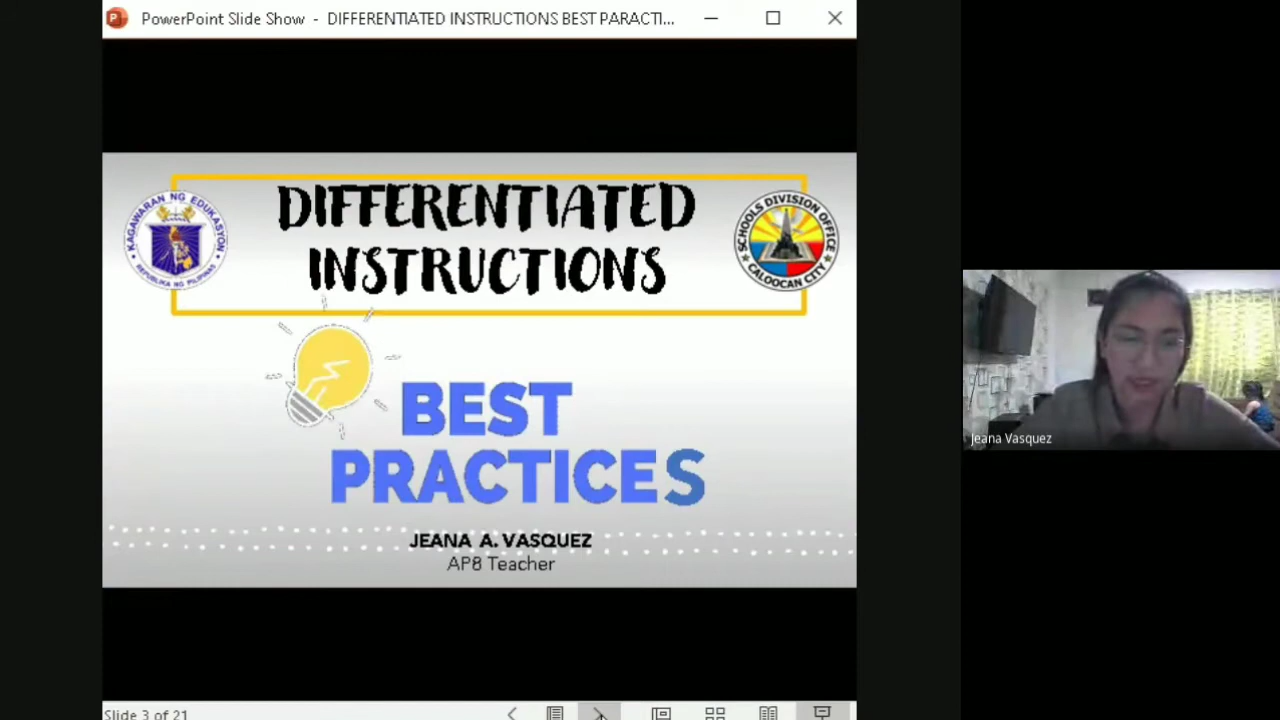 PowerPoint Slide Show - DIFFERENTIATED INSTRUCTIONS BEST PARACTI...
DIFFERENTIATED
INSTRUCTIONS
KAGAWARAN NG EDUKASYON
REPUBLIKA NG PILIPINAS
SCHOOLS DIVISION OFFICE
CALOOCAN CITY
BEST
PRACTICES
JEANA A. VASQUEZ
AP8 Teacher
Jeana Vasquez
Slide 3 of 21